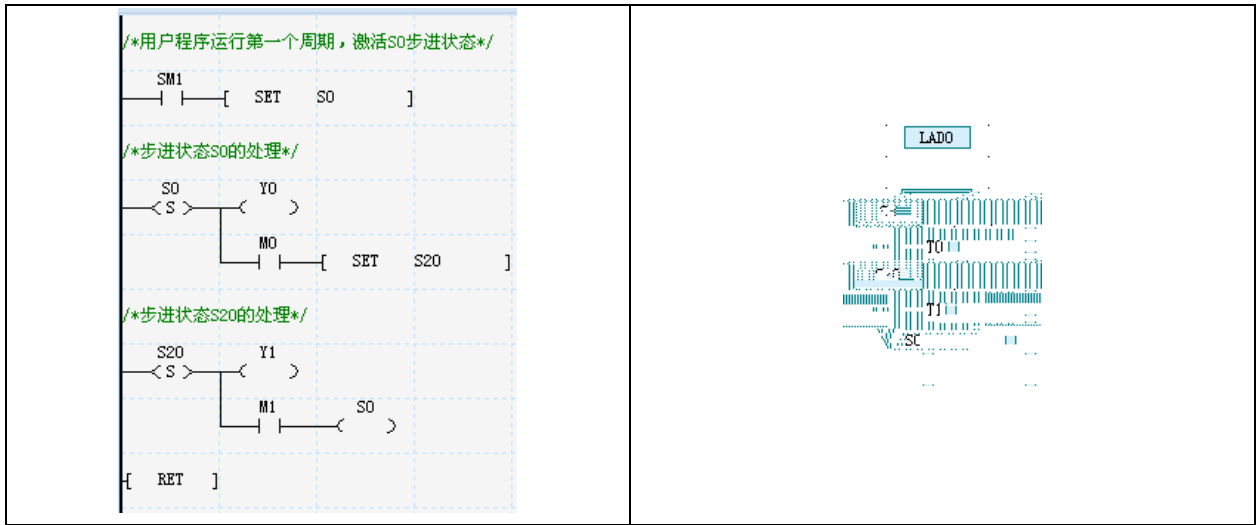 /*用户程序运行第一个周期，激活S0步进状态*/
SM1
[ SET S0 ]
/*步进状态S0的处理*/
S0 Y0
S
M0
[ SET S20 ]
/*步进状态S20的处理*/
S20 Y1
S
M1 S0
[ RET ]
LAD0
T0
T1